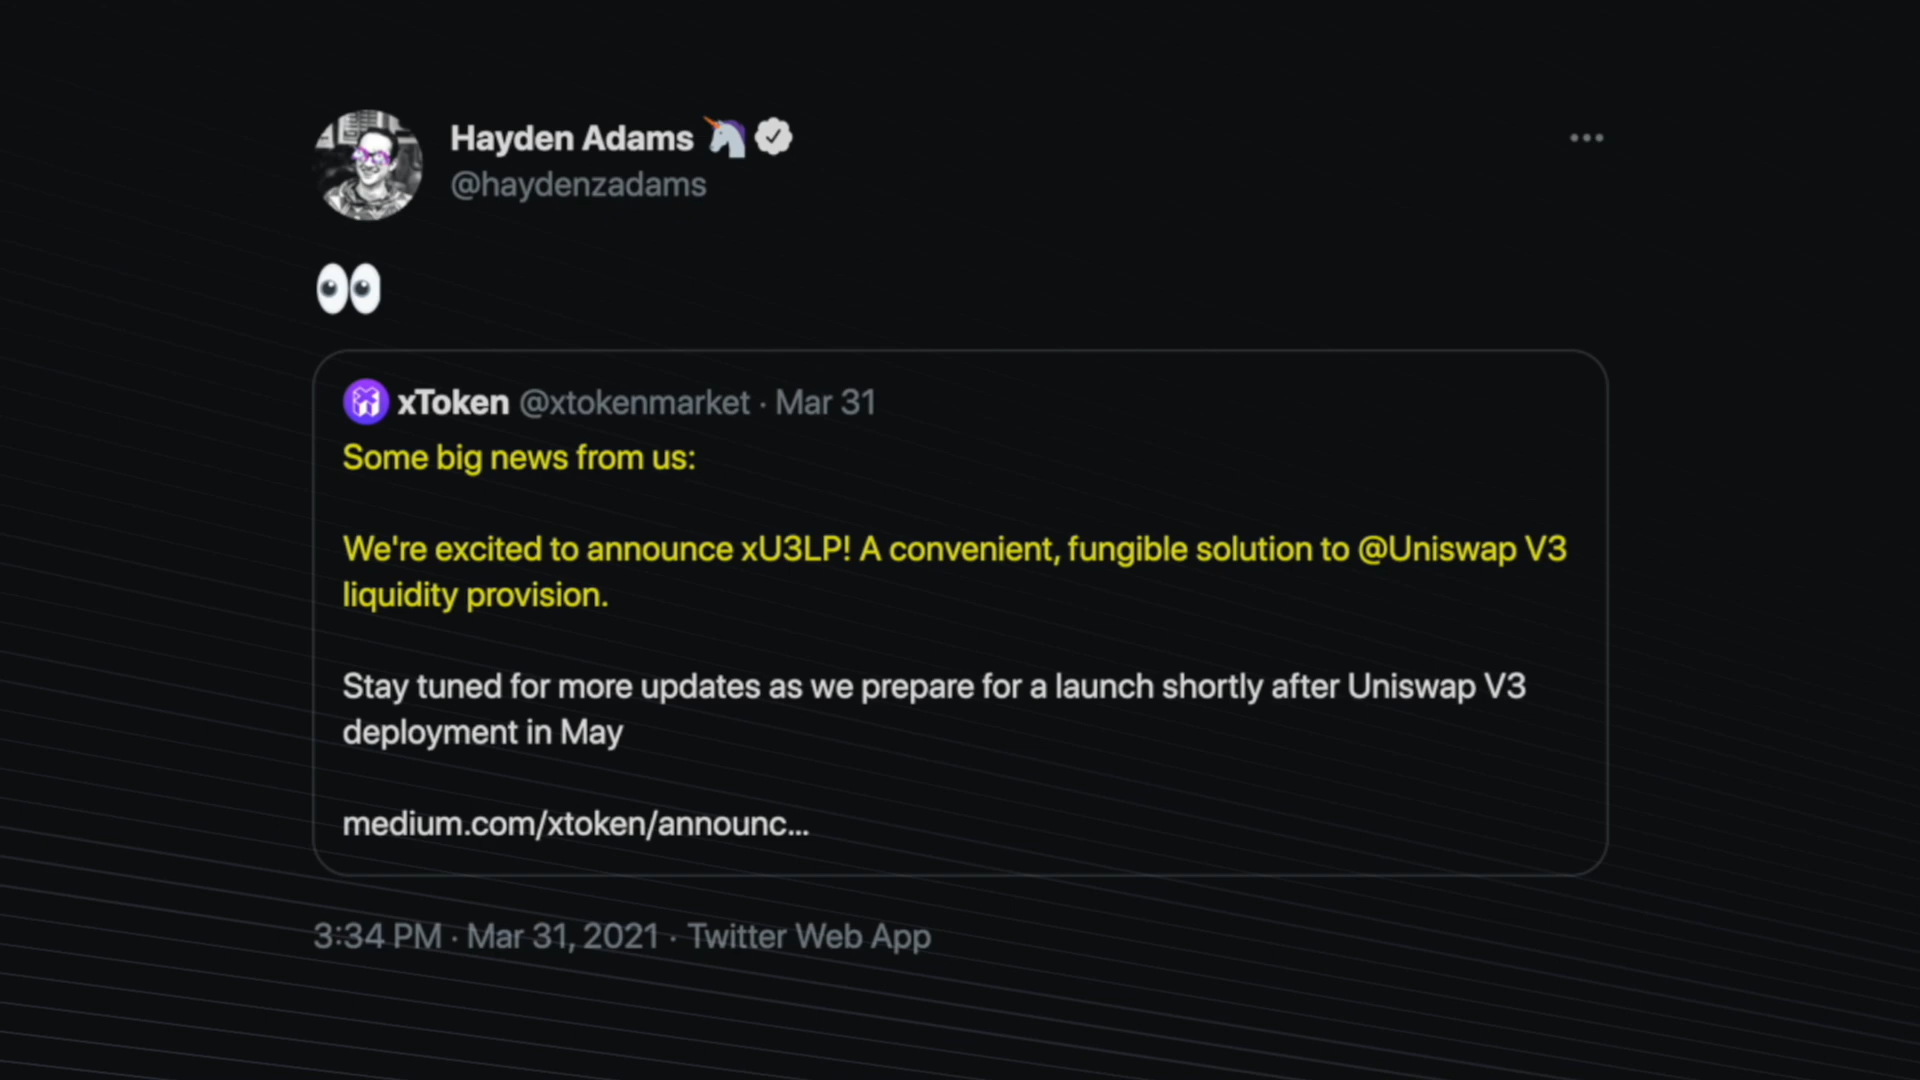 Hayden Adams 🦄
@haydenzadams
👀
xToken @xtokenmarket · Mar 31
Some big news from us:
We're excited to announce xU3LP! A convenient, fungible solution to @Uniswap V3
liquidity provision.
Stay tuned for more updates as we prepare for a launch shortly after Uniswap V3
deployment in May
medium.com/xtoken/announc...
3:34 PM · Mar 31, 2021 · Twitter Web App